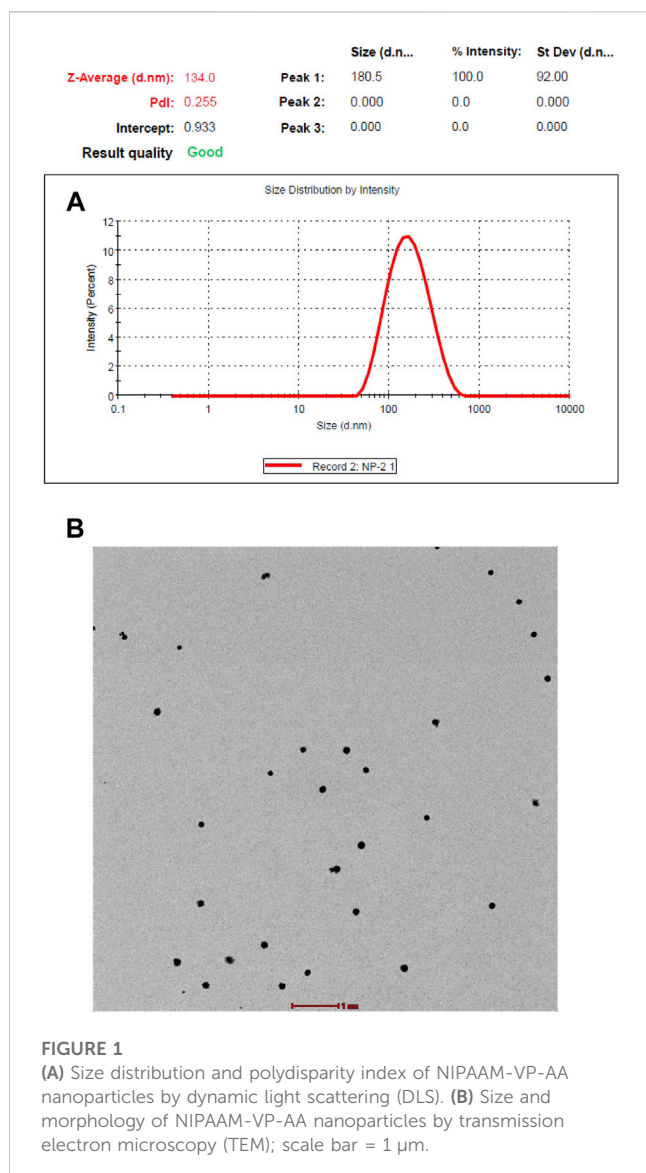 Size (d.n... % Intensity: St Dev (d.n...
Z-Average (d.nm): 134.0 Peak 1: 180.5 100.0 92.00
PdI: 0.255 Peak 2: 0.000 0.0 0.000
Intercept: 0.933 Peak 3: 0.000 0.0 0.000
Result quality Good
A
Size Distribution by Intensity
Intensity (Percent)
12
10
8
6
4
2
0
0.1 1 10 100 1000 10000
Size (d.nm)
Record 2: NP-2 1
B
1
FIGURE 1
(A) Size distribution and polydisparity index of NIPAAM-VP-AA
nanoparticles by dynamic light scattering (DLS). (B) Size and
morphology of NIPAAM-VP-AA nanoparticles by transmission
electron microscopy (TEM); scale bar = 1 µm.